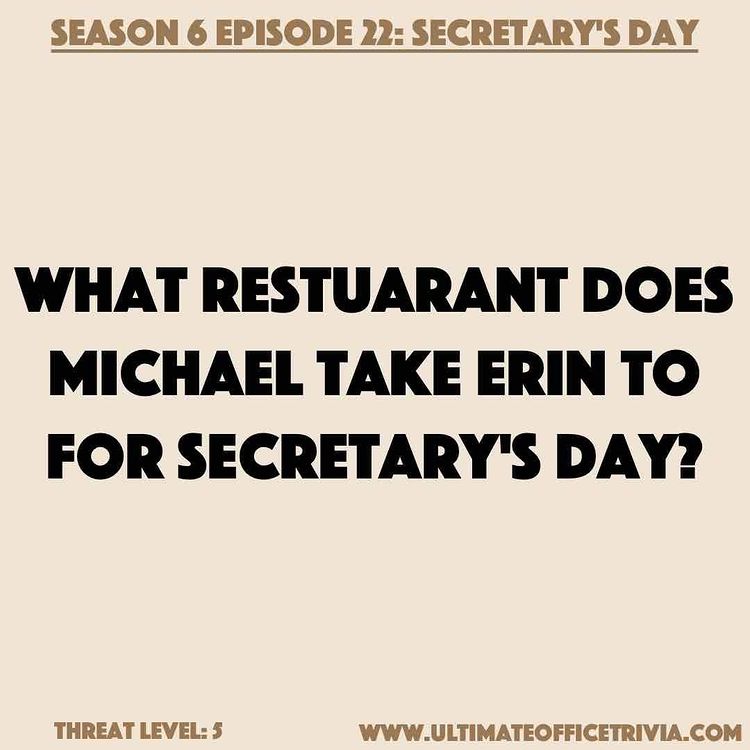 SEASON 6 EPISODE 22: SECRETARY'S DAY
WHAT RESTUARANT DOES
MICHAEL TAKE ERIN TO
FOR SECRETARY'S DAY?
THREAT LEVEL: 5
WWW.ULTIMATEOFFICETRIVIA.COM